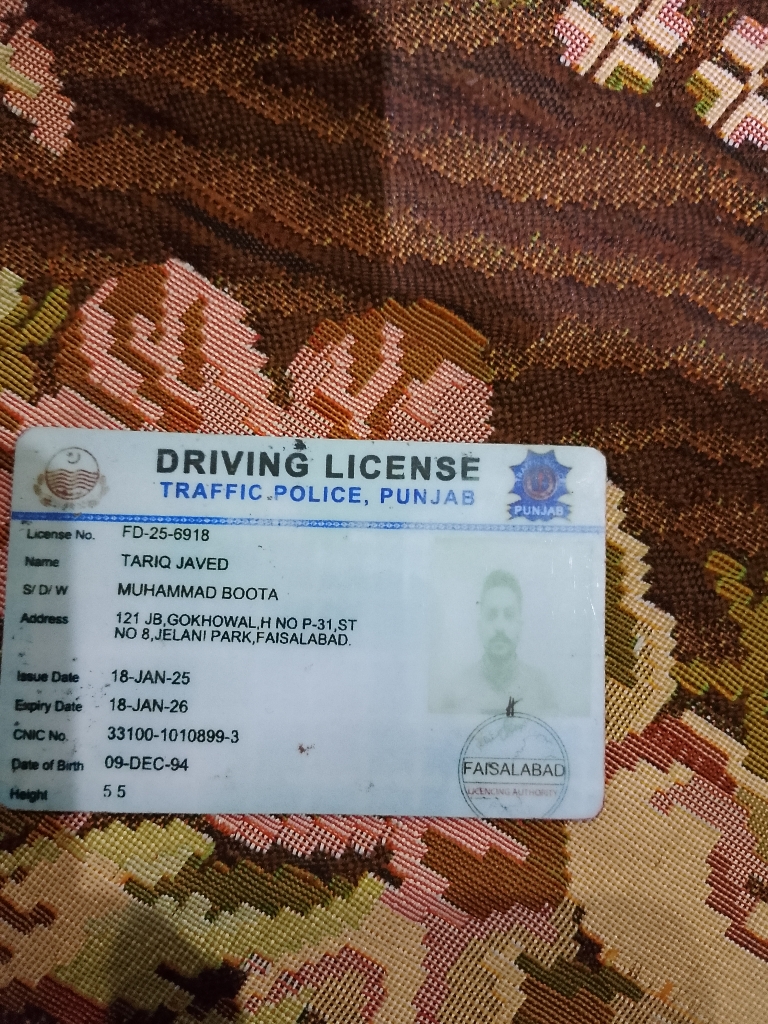 DRIVING LICENSE
TRAFFIC POLICE, PUNJAB
PUNJAB
License No. FD-25-6918
Name TARIQ JAVED
S/ D/ W MUHAMMAD BOOTA
Address 121 JB,GOKHOWAL,H NO P-31,ST
NO 8,JELANI PARK,FAISALABAD.
Issue Date 18-JAN-25
Expiry Date 18-JAN-26
CNIC No. 33100-1010899-3
Date of Birth 09-DEC-94
Height 5 5
FAISALABAD
LICENCING AUTHORITY